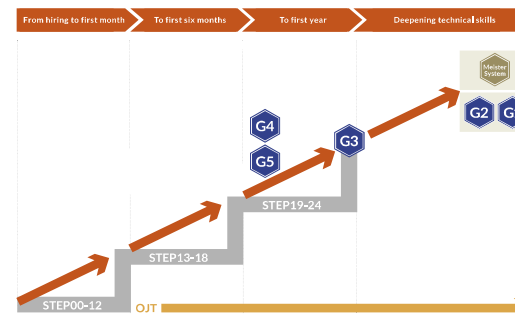 From hiring to first month
To first six months
To first year
Deepening technical skills
Meister
System
G2
G4
G5
G3
STEP19-24
STEP13-18
STEP00-12
OJT